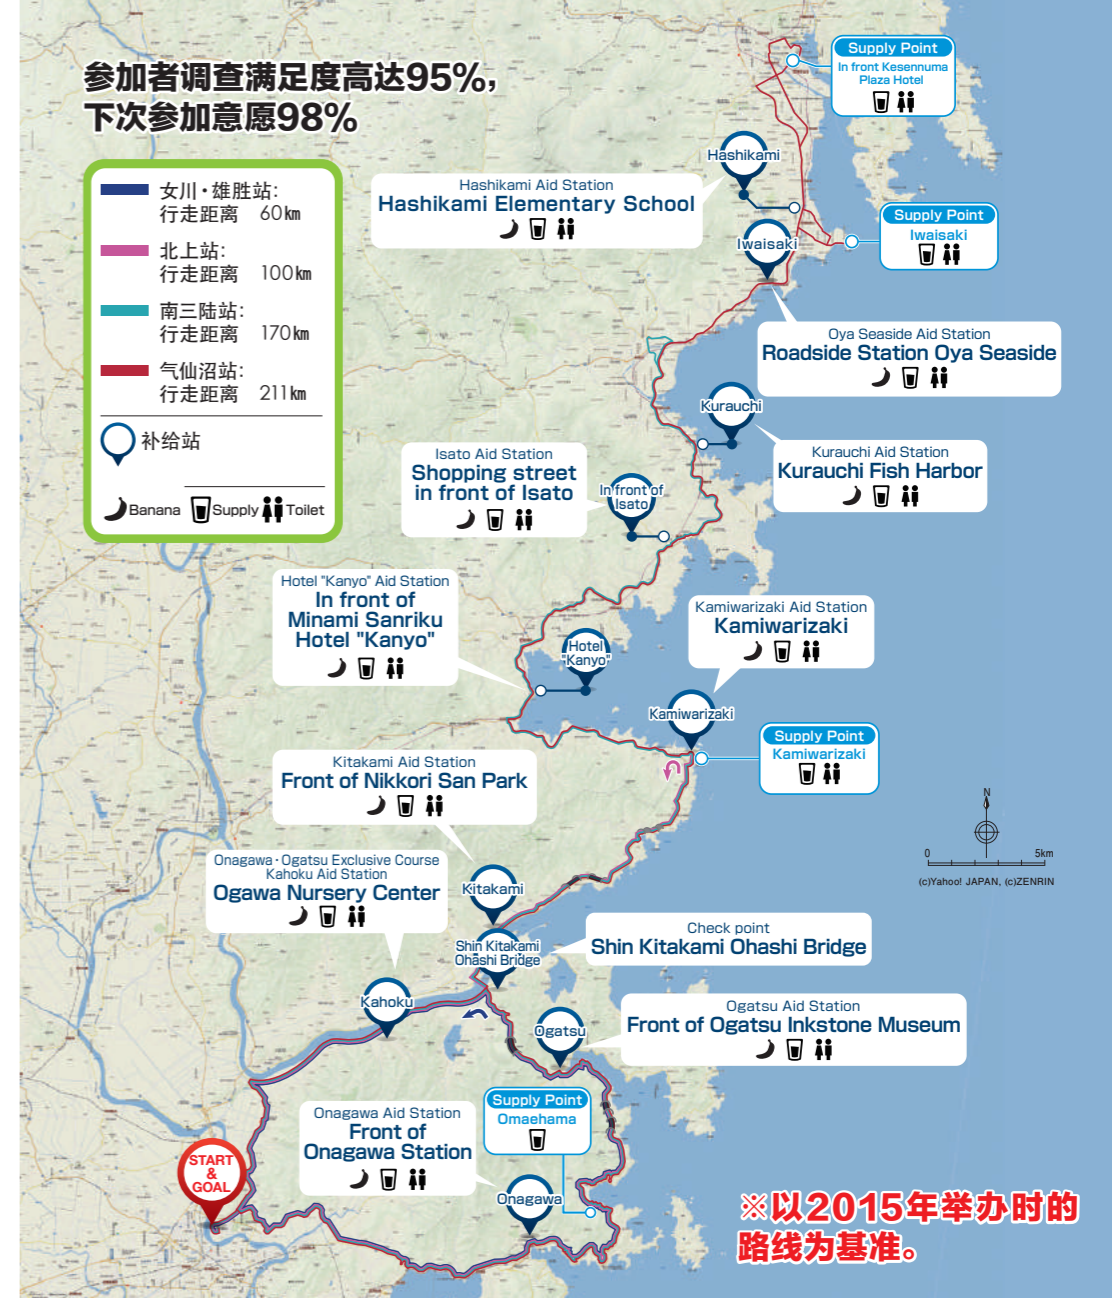 参加者调查满足度高达95%,
下次参加意愿98%
女川・雄胜站:
行走距离 60km
北上站:
行走距离 100km
南三陆站:
行走距离 170km
气仙沼站:
行走距离 211km
补给站
Banana Supply Toilet
Supply Point
In front Kesennuma
Plaza Hotel
Hashikami
Hashikami Aid Station
Hashikami Elementary School
Supply Point
Iwaisaki
Iwaisaki
Oya Seaside Aid Station
Roadside Station Oya Seaside
Kurauchi
Kurauchi Aid Station
Kurauchi Fish Harbor
Isato Aid Station
Shopping street
in front of Isato
In front of
Isato
Hotel "Kanyo" Aid Station
In front of
Minami Sanriku
Hotel "Kanyo"
Hotel
"Kanyo"
Kamiwarizaki Aid Station
Kamiwarizaki
Kamiwarizaki
Supply Point
Kamiwarizaki
Kitakami Aid Station
Front of Nikkori San Park
N
0 5km
(c)Yahoo! JAPAN, (c)ZENRIN
Onagawa・Ogatsu Exclusive Course
Kahoku Aid Station
Ogawa Nursery Center
Kitakami
Shin Kitakami
Ohashi Bridge
Check point
Shin Kitakami Ohashi Bridge
Kahoku
Ogatsu
Ogatsu Aid Station
Front of Ogatsu Inkstone Museum
Supply Point
Omaehama
Onagawa Aid Station
Front of
Onagawa Station
Onagawa
START
&
GOAL
※以2015年举办时的
路线为基准。